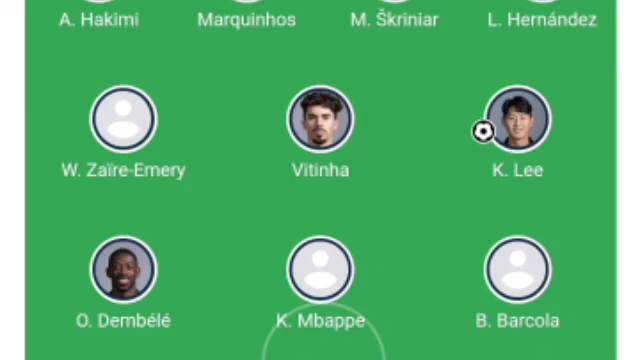 A. Hakimi Marquinhos M. Škriniar L. Hernández
W. Zaïre-Emery Vitinha K. Lee
O. Dembélé K. Mbappe B. Barcola